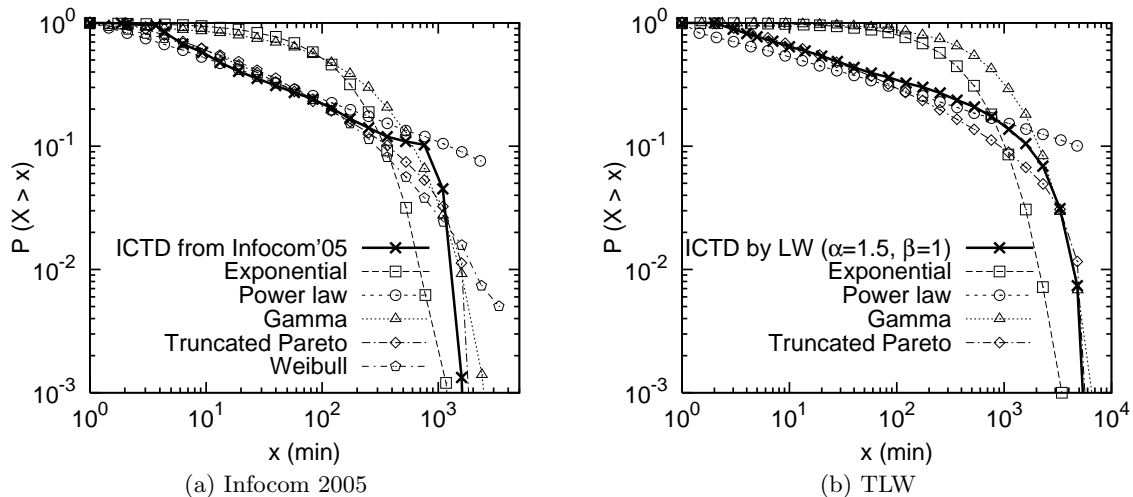 10^0
10^-1
10^-2
10^-3
P (X > x)
ICTD from Infocom'05
Exponential
Power law
Gamma
Truncated Pareto
Weibull
10^0 10^1 10^2 10^3
x (min)
(a) Infocom 2005
10^0
10^-1
10^-2
10^-3
P (X > x)
ICTD by LW (α=1.5, β=1)
Exponential
Power law
Gamma
Truncated Pareto
10^0 10^1 10^2 10^3 10^4
x (min)
(b) TLW